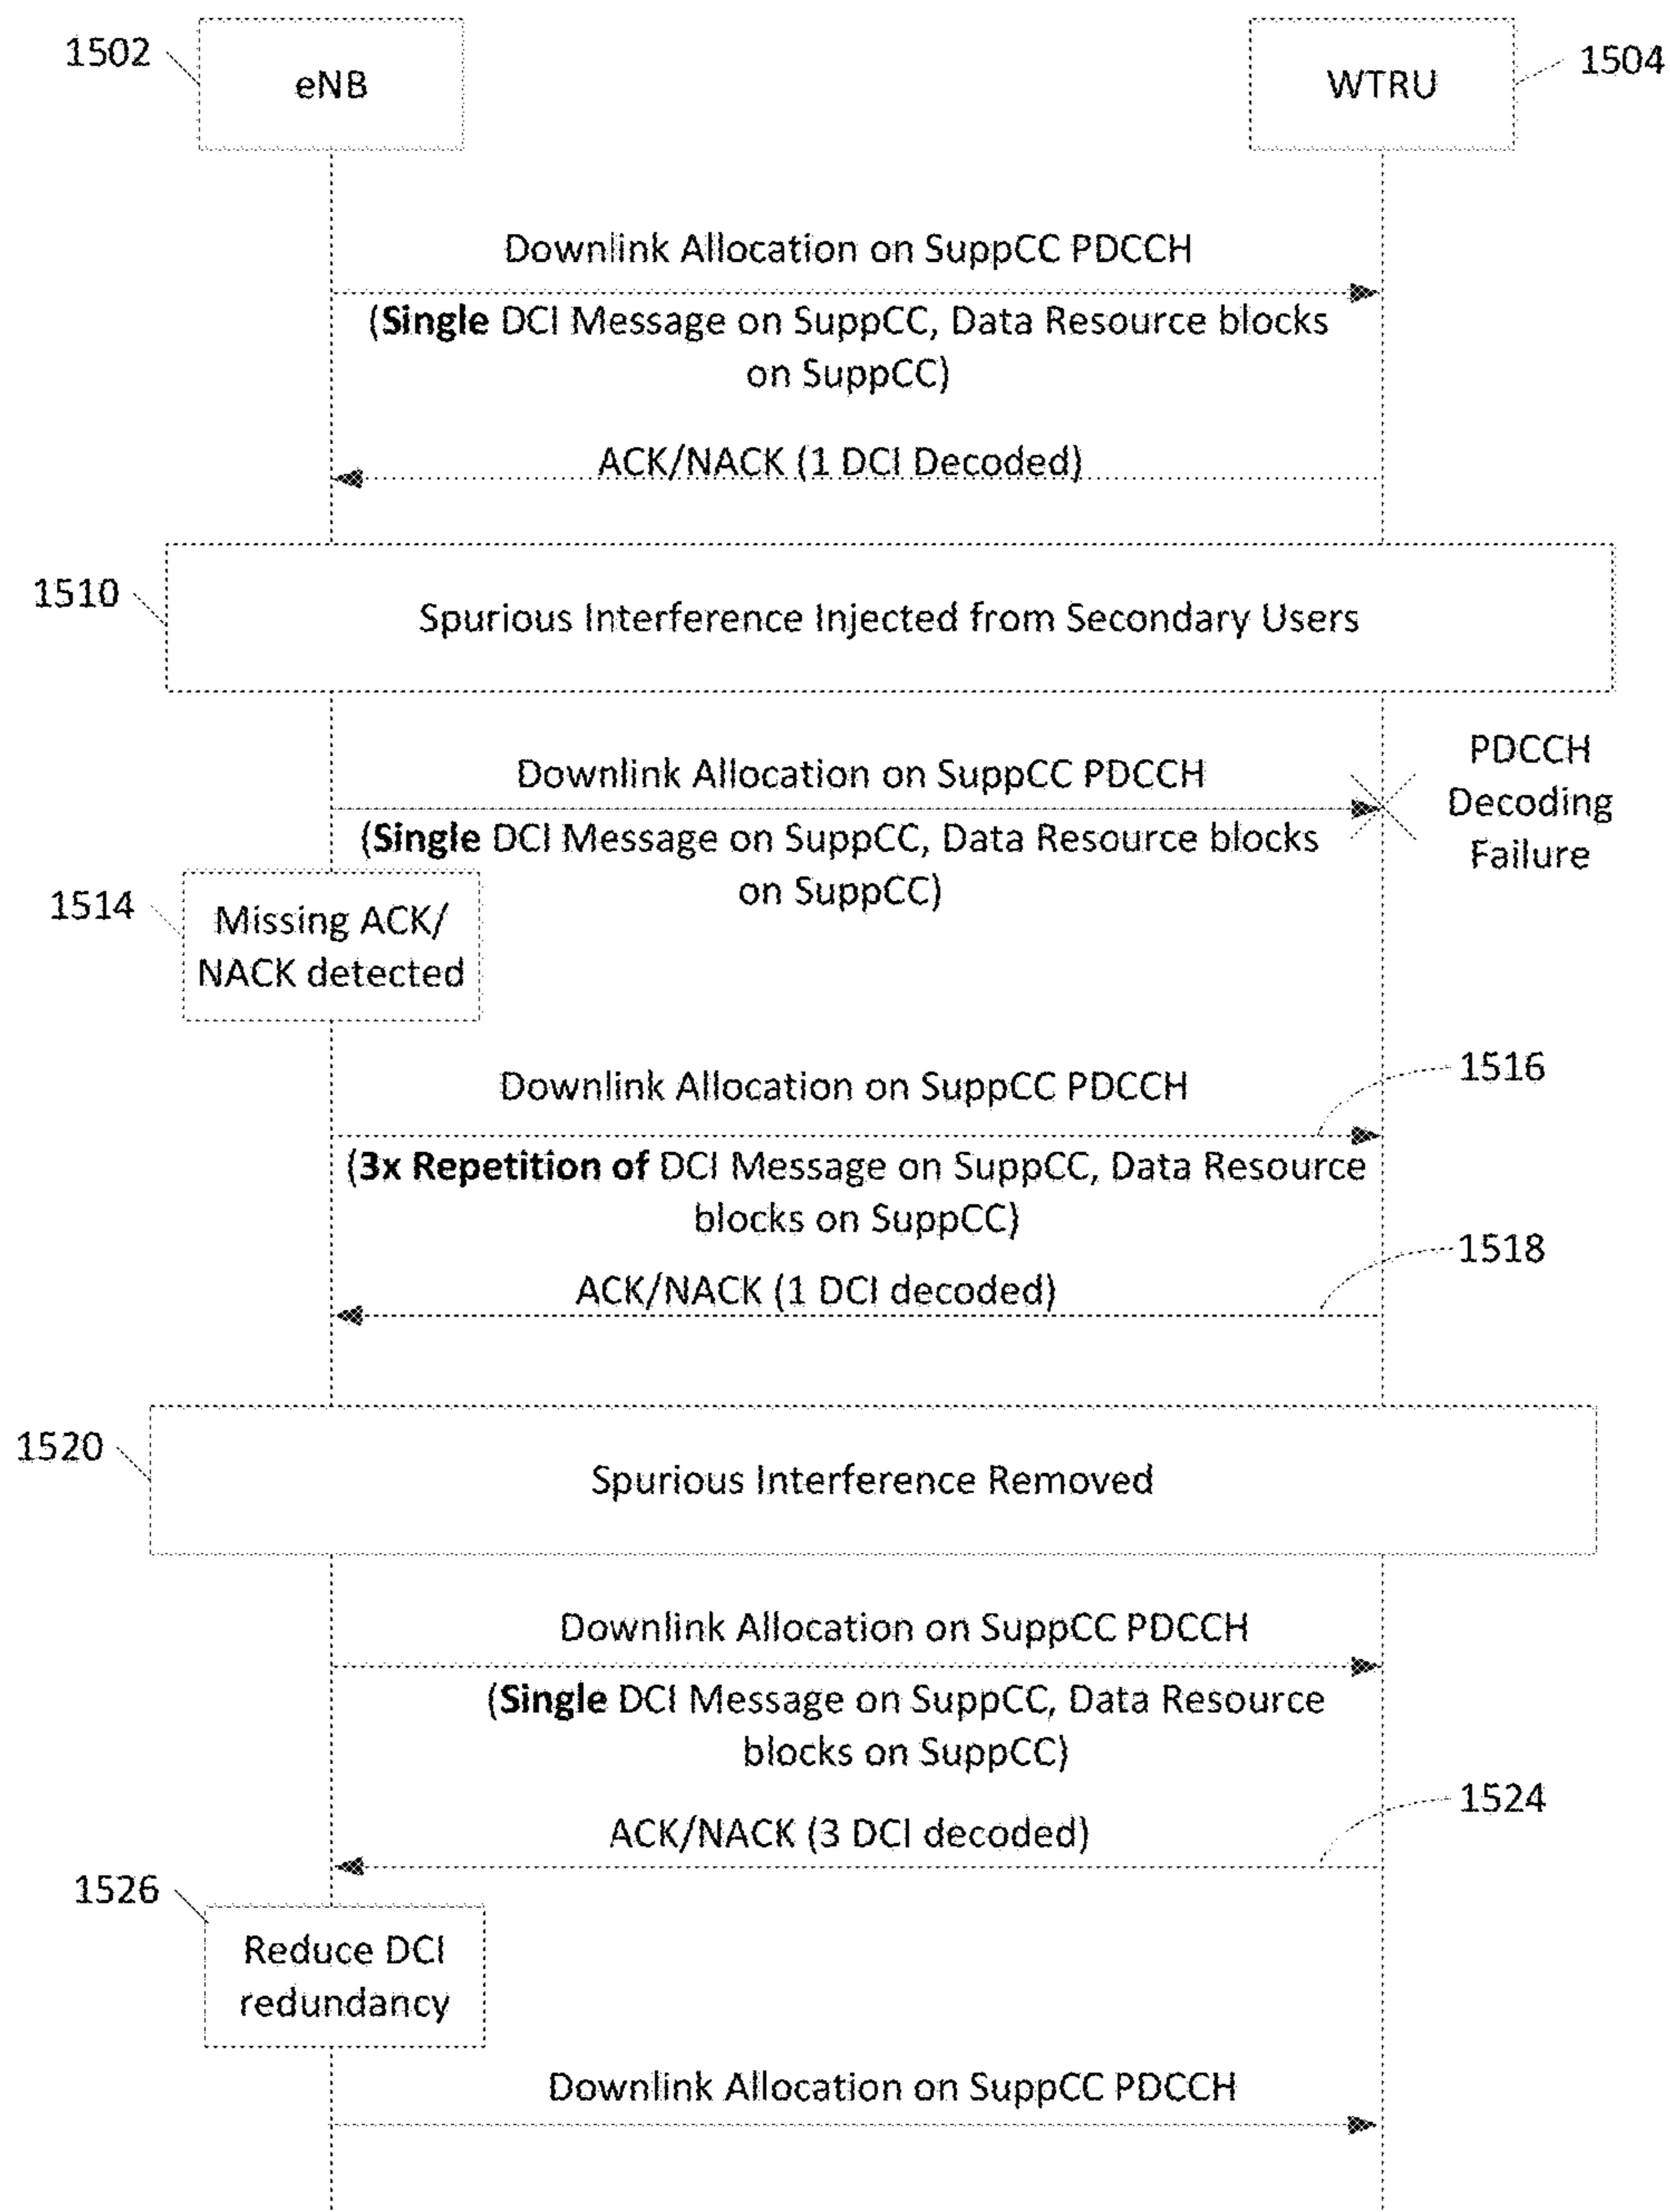 1502
eNB
WTRU
1504
Downlink Allocation on SuppCC PDCCH
(Single DCI Message on SuppCC, Data Resource blocks
on SuppCC)
ACK/NACK (1 DCI Decoded)
1510
Spurious Interference Injected from Secondary Users
Downlink Allocation on SuppCC PDCCH
(Single DCI Message on SuppCC, Data Resource blocks
on SuppCC)
PDCCH
Decoding
Failure
1514
Missing ACK/
NACK detected
Downlink Allocation on SuppCC PDCCH
1516
(3x Repetition of DCI Message on SuppCC, Data Resource
blocks on SuppCC)
1518
ACK/NACK (1 DCI decoded)
1520
Spurious Interference Removed
Downlink Allocation on SuppCC PDCCH
(Single DCI Message on SuppCC, Data Resource
blocks on SuppCC)
1524
ACK/NACK (3 DCI decoded)
1526
Reduce DCI
redundancy
Downlink Allocation on SuppCC PDCCH